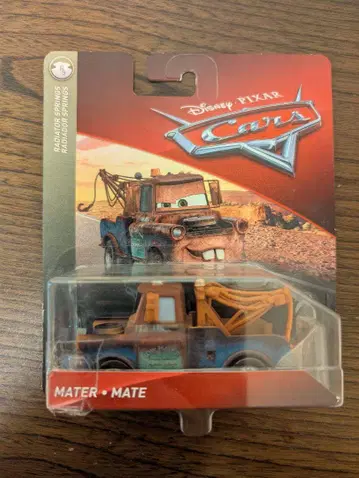 Disney PIXAR
Cars
RADIATOR SPRINGS
RADIADOR SPRINGS
MATER • MATE